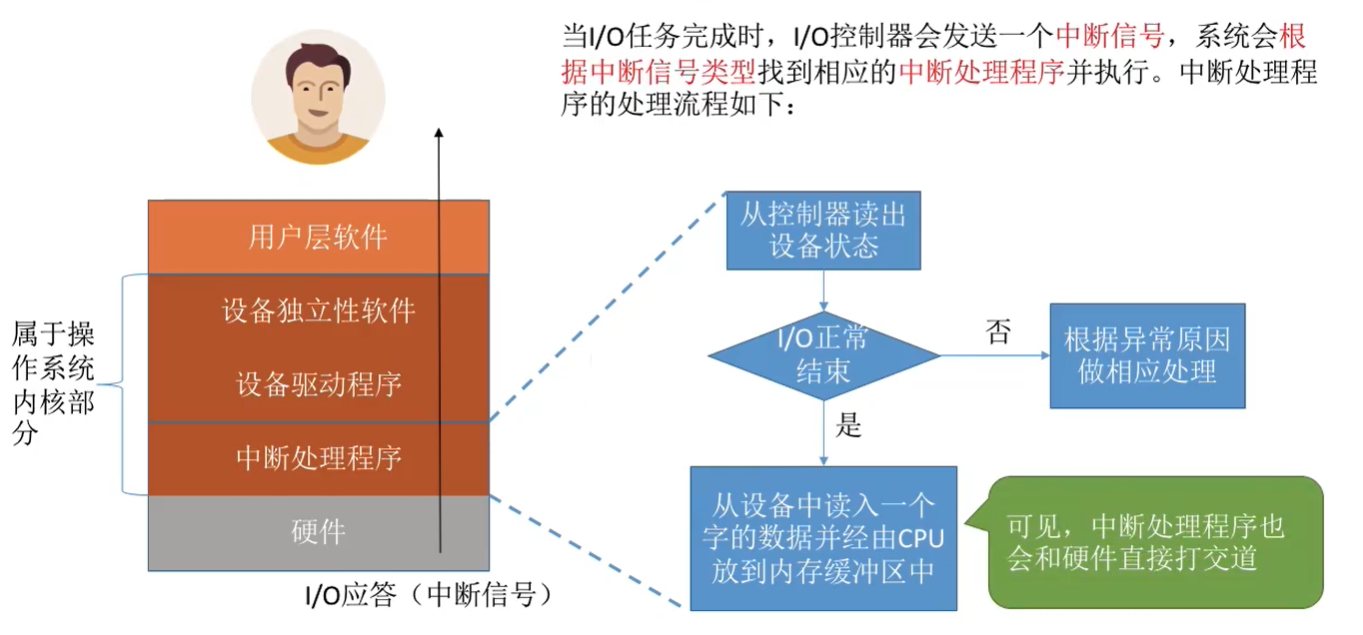 当I/O任务完成时，I/O控制器会发送一个中断信号，系统会根
据中断信号类型找到相应的中断处理程序并执行。中断处理程
序的处理流程如下：
用户层软件
设备独立性软件
设备驱动程序
中断处理程序
硬件
属于操
作系统
内核部
分
I/O应答（中断信号）
从控制器读出
设备状态
I/O正常
结束
否
根据异常原因
做相应处理
是
从设备中读入一个
字的数据并经由CPU
放到内存缓冲区中
可见，中断处理程序也
会和硬件直接打交道